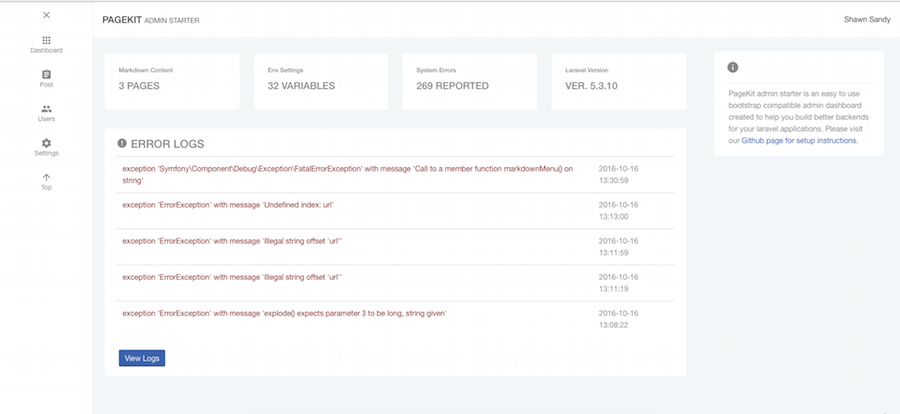 PAGEKIT ADMIN STARTER
Shawn Sandy
Dashboard
Post
Users
Settings
Top
Markdown Content
3 PAGES
Env Settings
32 VARIABLES
System Errors
269 REPORTED
Laravel Version
VER. 5.3.10
ERROR LOGS
exception 'Symfony\Component\Debug\Exception\FatalErrorException' with message 'Call to a member function markdownMenu() on
string'
2016-10-16
13:30:59
exception 'ErrorException' with message 'Undefined index: url'
2016-10-16
13:13:00
exception 'ErrorException' with message 'Illegal string offset 'url''
2016-10-16
13:11:59
exception 'ErrorException' with message 'Illegal string offset 'url''
2016-10-16
13:11:19
exception 'ErrorException' with message 'explode() expects parameter 3 to be long, string given'
2016-10-16
13:08:22
View Logs
PageKit admin starter is an easy to use
bootstrap compatible admin dashboard
created to help you build better backends
for your laravel applications. Please visit
our Github page for setup instructions.